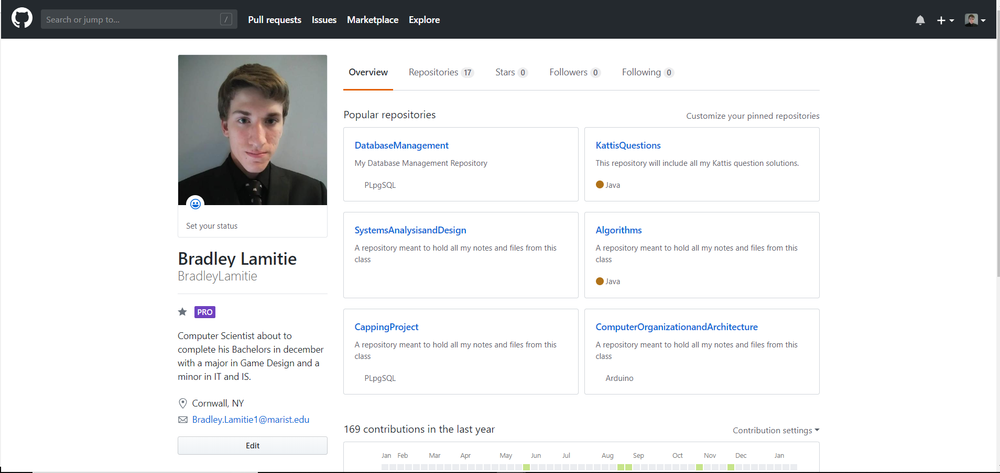 Search or jump to... /
Pull requests Issues Marketplace Explore
Overview Repositories 17 Stars 0 Followers 0 Following 0
Set your status
Bradley Lamitie
BradleyLamitie
PRO
Computer Scientist about to
complete his Bachelors in december
with a major in Game Design and a
minor in IT and IS.
Cornwall, NY
Bradley.Lamitie1@marist.edu
Edit
Popular repositories
Customize your pinned repositories
DatabaseManagement
My Database Management Repository
PLpgSQL
KattisQuestions
This repository will include all my Kattis question solutions.
Java
SystemsAnalysisandDesign
A repository meant to hold all my notes and files from this
class
Algorithms
A repository meant to hold all my notes and files from this
class
Java
CappingProject
A repository meant to hold all my notes and files from this
class
PLpgSQL
ComputerOrganizationandArchitecture
A repository meant to hold all my notes and files from this
class
Arduino
169 contributions in the last year
Contribution settings
Jan Feb Mar Apr May Jun Jul Aug Sep Oct Nov Dec Jan